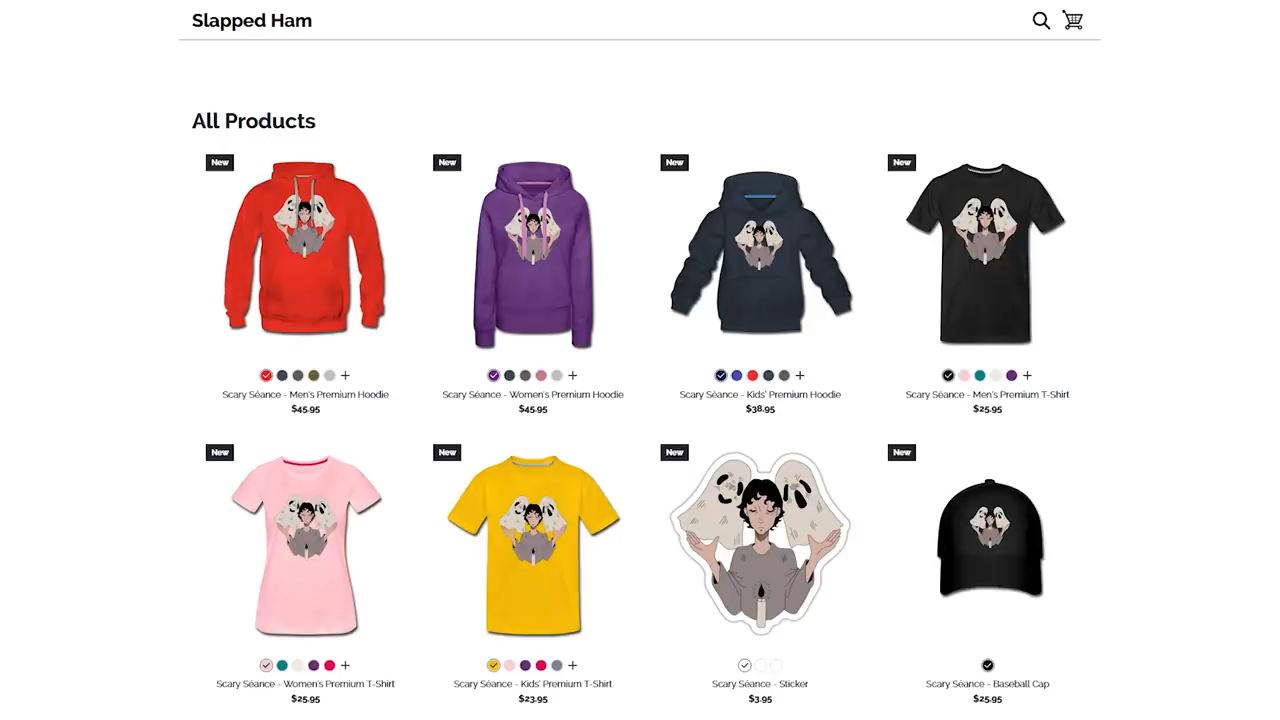 Slapped Ham
All Products
New
New
New
New
Scary Séance - Men's Premium Hoodie
$45.95
Scary Séance - Women's Premium Hoodie
$45.95
Scary Séance - Kids' Premium Hoodie
$38.95
Scary Séance - Men's Premium T-Shirt
$25.95
New
New
New
New
Scary Séance - Women's Premium T-Shirt
$25.95
Scary Séance - Kids' Premium T-Shirt
$23.95
Scary Séance - Sticker
$3.95
Scary Séance - Baseball Cap
$25.95